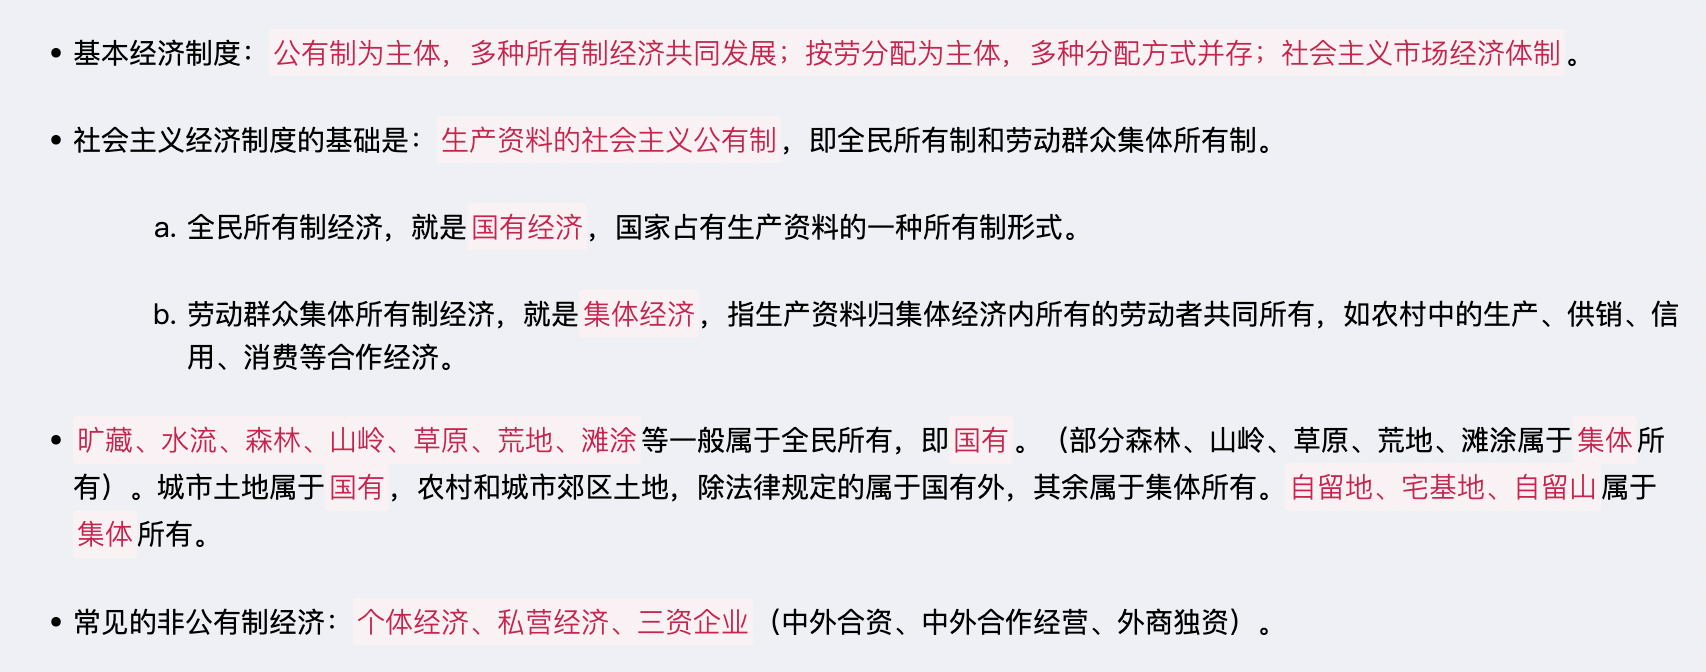 • 基本经济制度：公有制为主体，多种所有制经济共同发展；按劳分配为主体，多种分配方式并存；社会主义市场经济体制。
• 社会主义经济制度的基础是：生产资料的社会主义公有制，即全民所有制和劳动群众集体所有制。
a. 全民所有制经济，就是国有经济，国家占有生产资料的一种所有制形式。
b. 劳动群众集体所有制经济，就是集体经济，指生产资料归集体经济内所有的劳动者共同所有，如农村中的生产、供销、信
用、消费等合作经济。
• 旷藏、水流、森林、山岭、草原、荒地、滩涂等一般属于全民所有，即国有。（部分森林、山岭、草原、荒地、滩涂属于集体所
有）。城市土地属于国有，农村和城市郊区土地，除法律规定的属于国有外，其余属于集体所有。自留地、宅基地、自留山属于
集体所有。
• 常见的非公有制经济：个体经济、私营经济、三资企业（中外合资、中外合作经营、外商独资）。